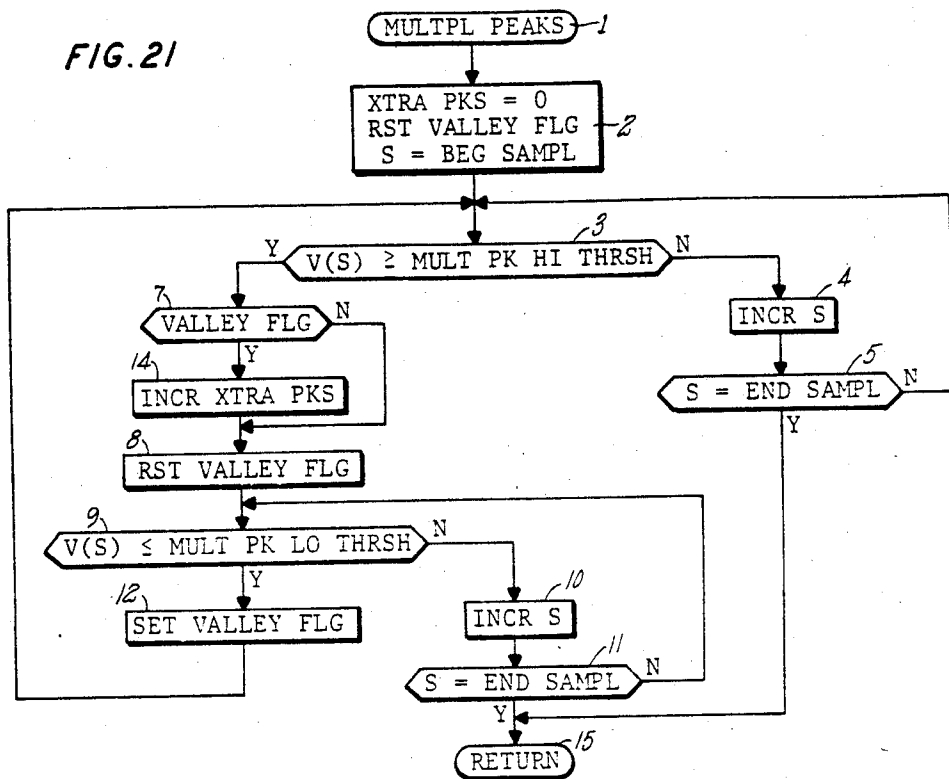 FIG. 21
MULTPL PEAKS
1
XTRA PKS = 0
RST VALLEY FLG
S = BEG SAMPL
2
3
Y
V(S) ≥ MULT PK HI THRSH
N
4
INCR S
7
VALLEY FLG
N
Y
5
S = END SAMPL
N
Y
14
INCR XTRA PKS
8
RST VALLEY FLG
9
V(S) ≤ MULT PK LO THRSH
N
Y
10
INCR S
12
SET VALLEY FLG
11
S = END SAMPL
N
Y
15
RETURN